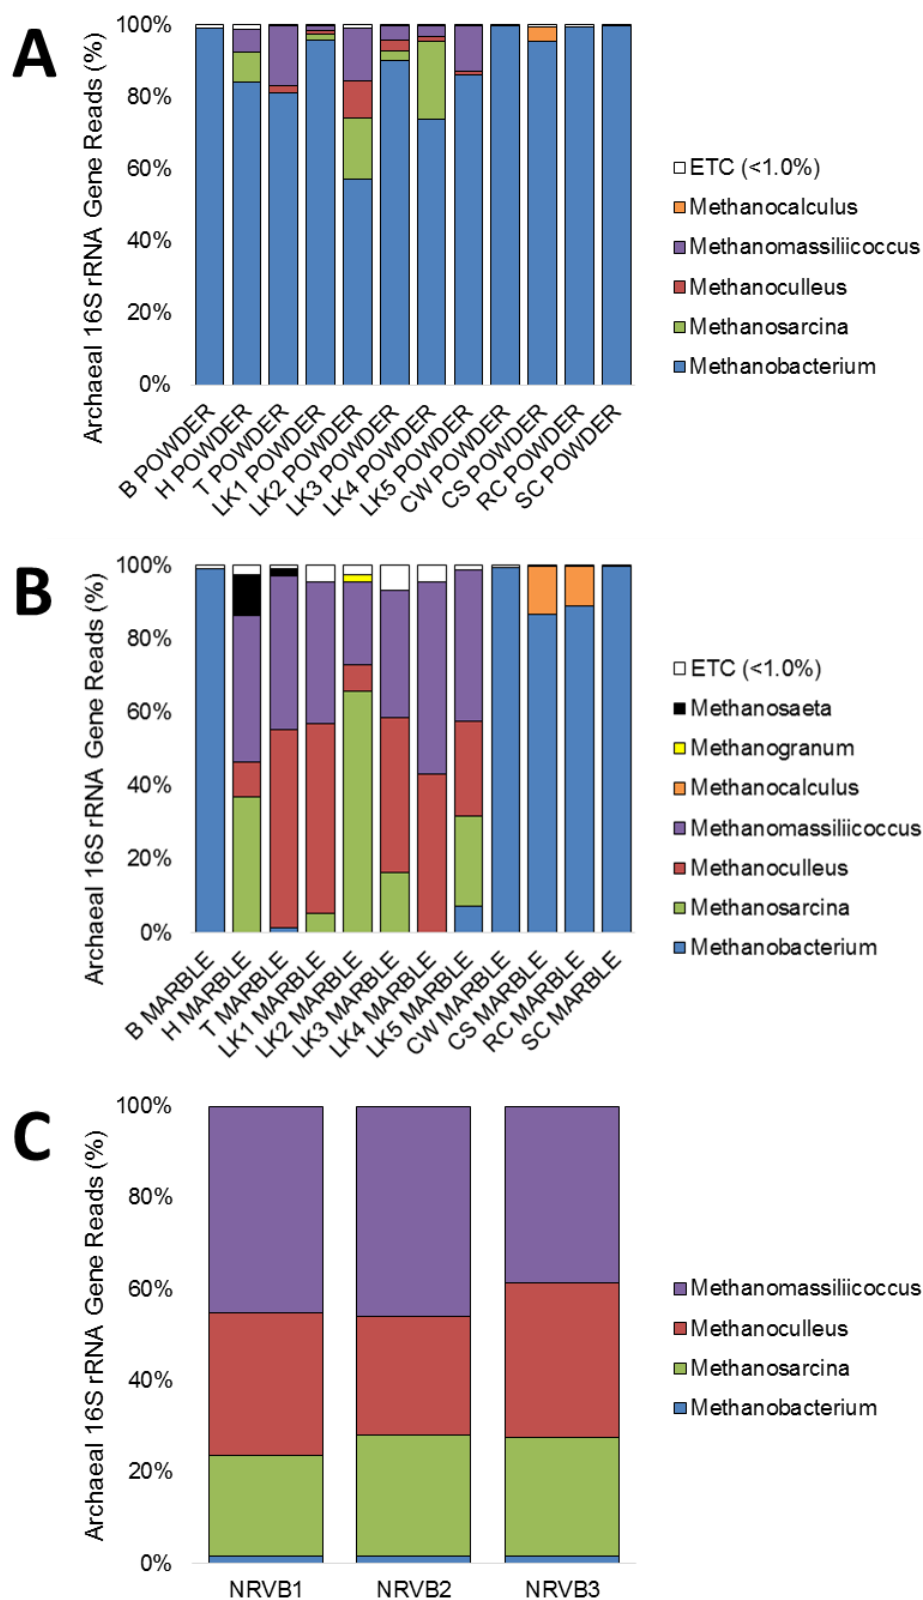 A
Archaeal 16S rRNA Gene Reads (%)
100%
80%
60%
40%
20%
0%
B POWDER
H POWDER
T POWDER
LK1 POWDER
LK2 POWDER
LK3 POWDER
LK4 POWDER
LK5 POWDER
CW POWDER
CS POWDER
RC POWDER
SC POWDER
ETC (<1.0%)
Methanocalculus
Methanomassiliicoccus
Methanoculleus
Methanosarcina
Methanobacterium
B
Archaeal 16S rRNA Gene Reads (%)
100%
80%
60%
40%
20%
0%
B MARBLE
H MARBLE
T MARBLE
LK1 MARBLE
LK2 MARBLE
LK3 MARBLE
LK4 MARBLE
LK5 MARBLE
CW MARBLE
CS MARBLE
RC MARBLE
SC MARBLE
ETC (<1.0%)
Methanosaeta
Methanogranum
Methanocalculus
Methanomassiliicoccus
Methanoculleus
Methanosarcina
Methanobacterium
C
Archaeal 16S rRNA Gene Reads (%)
100%
80%
60%
40%
20%
0%
NRVB1
NRVB2
NRVB3
Methanomassiliicoccus
Methanoculleus
Methanosarcina
Methanobacterium